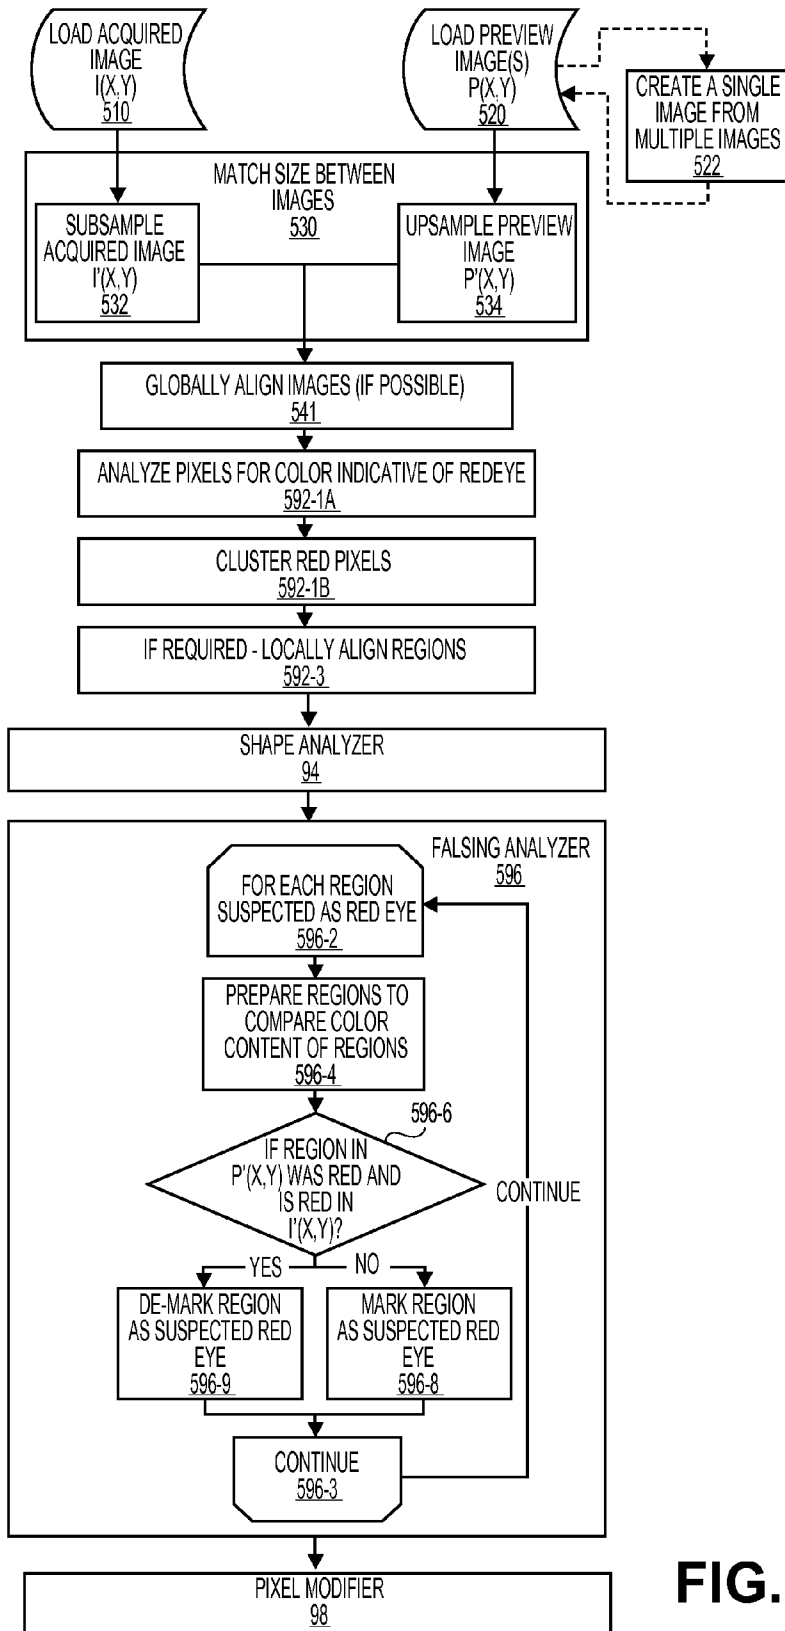 LOAD ACQUIRED
IMAGE
I(X,Y)
510
LOAD PREVIEW
IMAGE(S)
P(X,Y)
520
CREATE A SINGLE
IMAGE FROM
MULTIPLE IMAGES
522
MATCH SIZE BETWEEN
IMAGES
530
SUBSAMPLE
ACQUIRED IMAGE
I'(X,Y)
532
UPSAMPLE PREVIEW
IMAGE
P'(X,Y)
534
GLOBALLY ALIGN IMAGES (IF POSSIBLE)
541
ANALYZE PIXELS FOR COLOR INDICATIVE OF REDEYE
592-1A
CLUSTER RED PIXELS
592-1B
IF REQUIRED - LOCALLY ALIGN REGIONS
592-3
SHAPE ANALYZER
94
FALSING ANALYZER
596
FOR EACH REGION
SUSPECTED AS RED EYE
596-2
PREPARE REGIONS TO
COMPARE COLOR
CONTENT OF REGIONS
596-4
596-6
IF REGION IN
P'(X,Y) WAS RED AND
IS RED IN
I'(X,Y)?
CONTINUE
YES
NO
DE-MARK REGION
AS SUSPECTED RED
EYE
596-9
MARK REGION
AS SUSPECTED RED
EYE
596-8
CONTINUE
596-3
PIXEL MODIFIER
98
FIG.